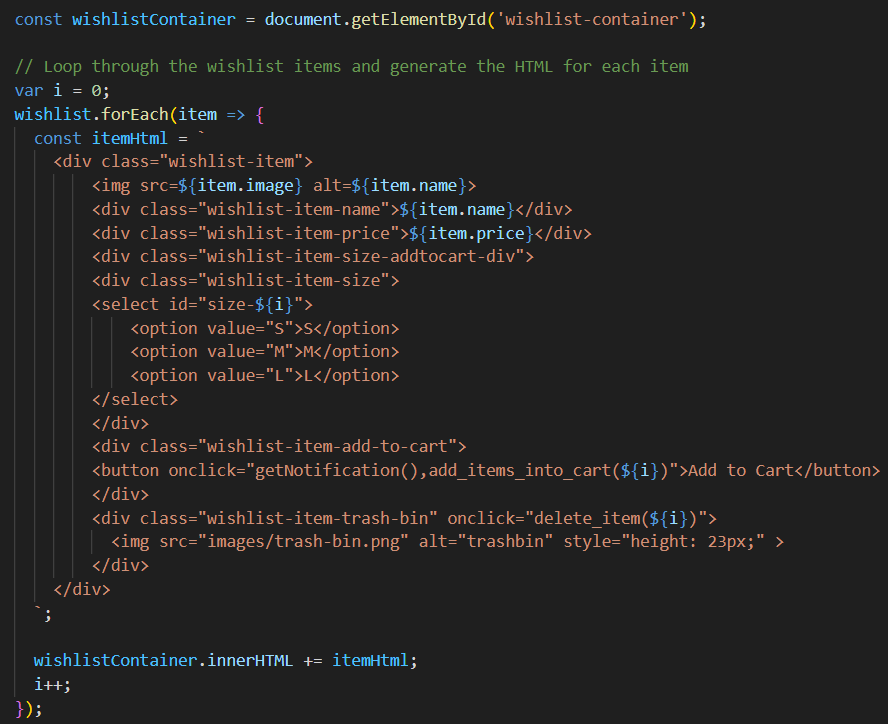 const wishlistContainer = document.getElementById('wishlist-container');

// Loop through the wishlist items and generate the HTML for each item
var i = 0;
wishlist.forEach(item => {
  const itemHtml = `
    <div class="wishlist-item">
        <img src=${item.image} alt=${item.name}>
        <div class="wishlist-item-name">${item.name}</div>
        <div class="wishlist-item-price">${item.price}</div>
        <div class="wishlist-item-size-addtocart-div">
        <div class="wishlist-item-size">
        <select id="size-${i}">
            <option value="S">S</option>
            <option value="M">M</option>
            <option value="L">L</option>
        </select>
        </div>
        <div class="wishlist-item-add-to-cart">
        <button onclick="getNotification(),add_items_into_cart(${i})">Add to Cart</button>
        </div>
        <div class="wishlist-item-trash-bin" onclick="delete_item(${i})">
          <img src="images/trash-bin.png" alt="trashbin" style="height: 23px;" >
        </div>
    </div>
  `;

  wishlistContainer.innerHTML += itemHtml;
  i++;
});